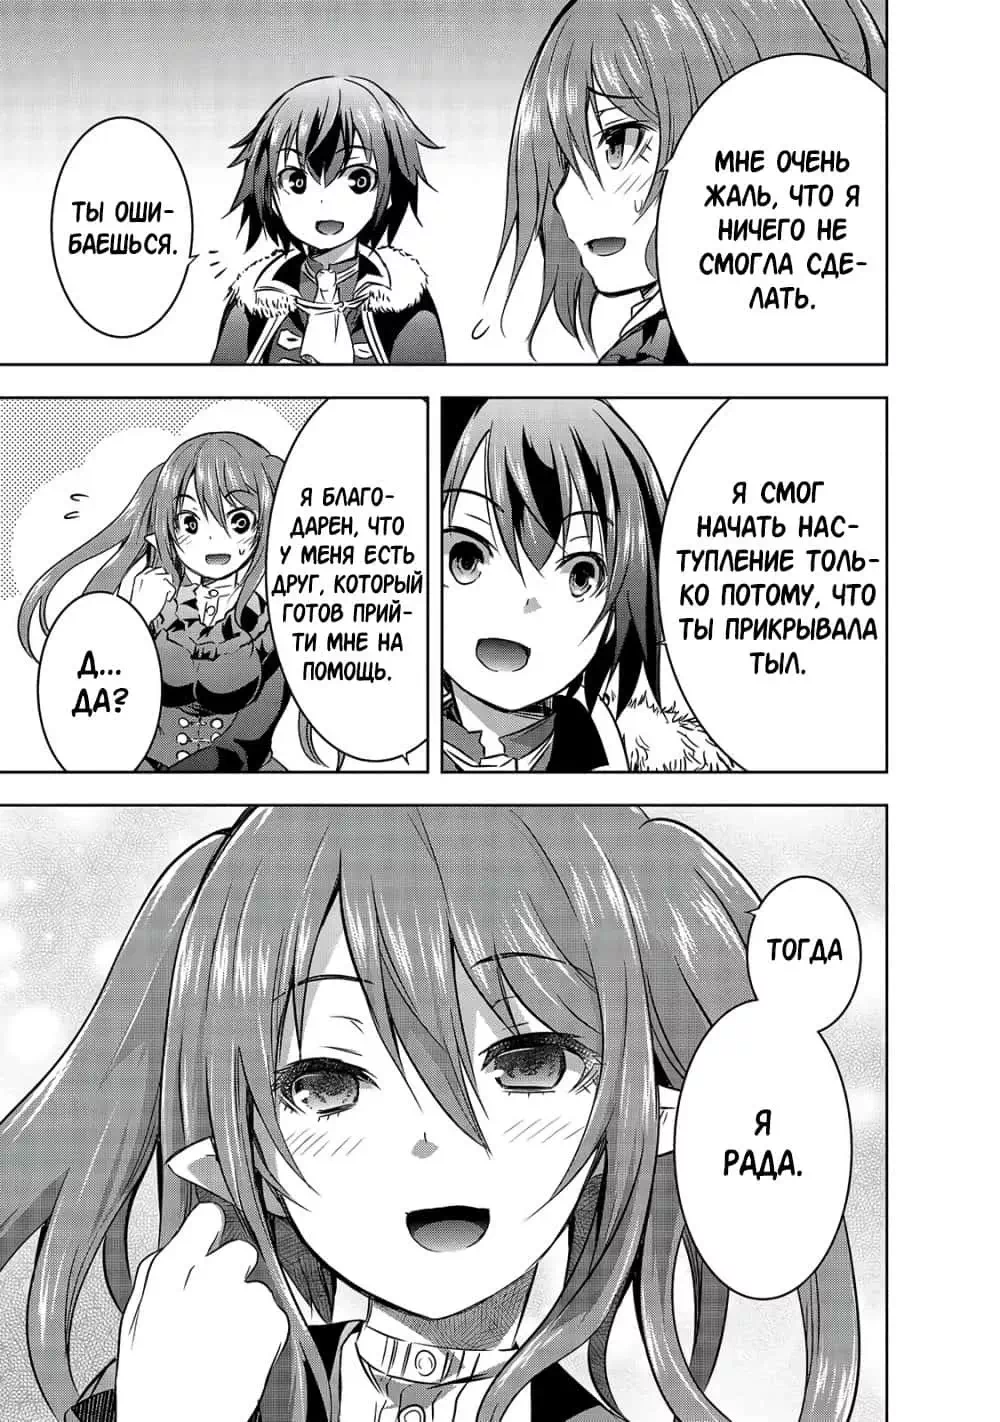 МНЕ ОЧЕНЬ
ЖАЛЬ, ЧТО Я
НИЧЕГО НЕ
СМОГЛА СДЕ-
ЛАТЬ.
ТЫ ОШИ-
БАЕШЬСЯ.
Я СМОГ
НАЧАТЬ НАС-
ТУПЛЕНИЕ ТОЛЬ-
КО ПОТОМУ, ЧТО
ТЫ ПРИКРЫВАЛА
ТЫЛ.
Я БЛАГО-
ДАРЕН, ЧТО
У МЕНЯ ЕСТЬ
ДРУГ, КОТОРЫЙ
ГОТОВ ПРИЙ-
ТИ МНЕ НА
ПОМОЩЬ.
Д...
ДА?
ТОГДА
Я
РАДА.